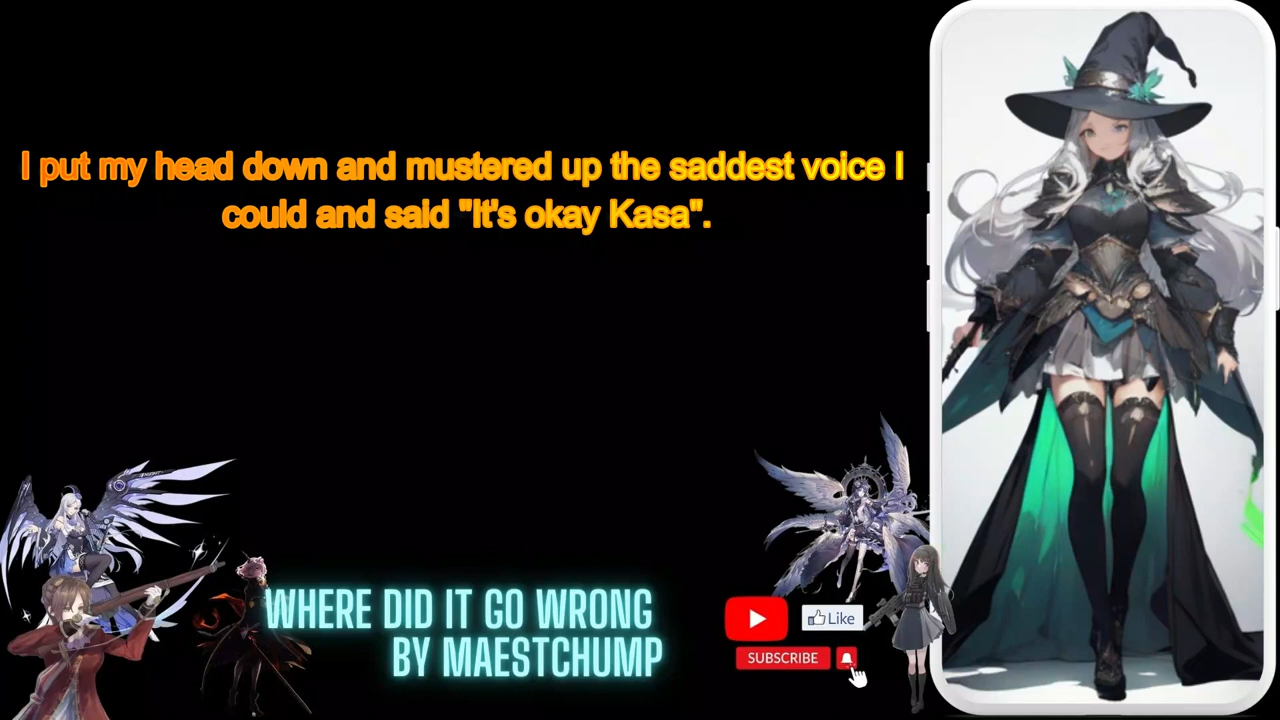 I put my head down and mustered up the saddest voice I
could and said "It's okay Kasa".
WHERE DID IT GO WRONG
BY MAESTCHUMP
Like
SUBSCRIBE